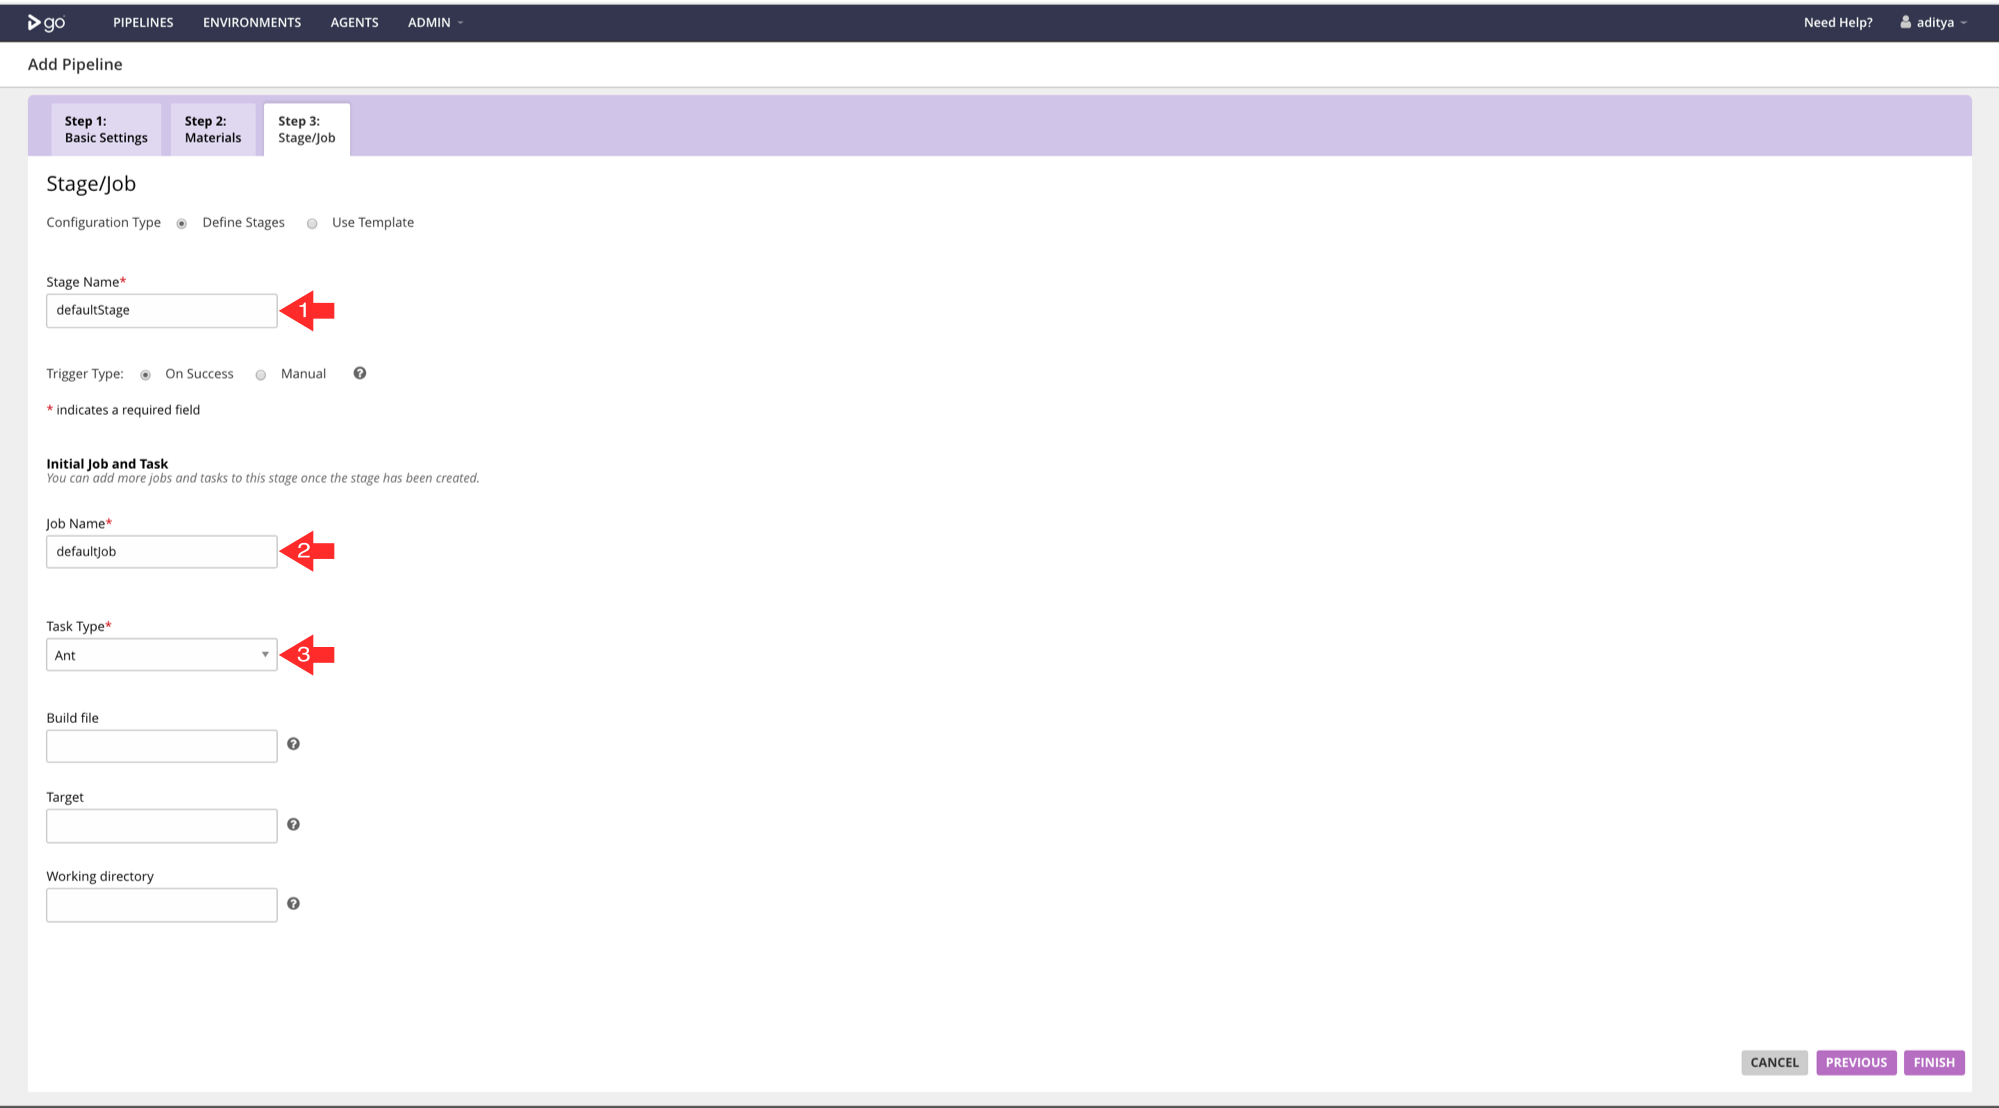 go PIPELINES ENVIRONMENTS AGENTS ADMIN Need Help? aditya
Add Pipeline
Step 1: Step 2: Step 3:
Basic Settings Materials Stage/Job
Stage/Job
Configuration Type Define Stages Use Template
Stage Name*
defaultStage 1
Trigger Type: On Success Manual ?
* indicates a required field
Initial Job and Task
You can add more jobs and tasks to this stage once the stage has been created.
Job Name*
defaultJob 2
Task Type*
Ant 3
Build file
?
Target
?
Working directory
?
CANCEL PREVIOUS FINISH